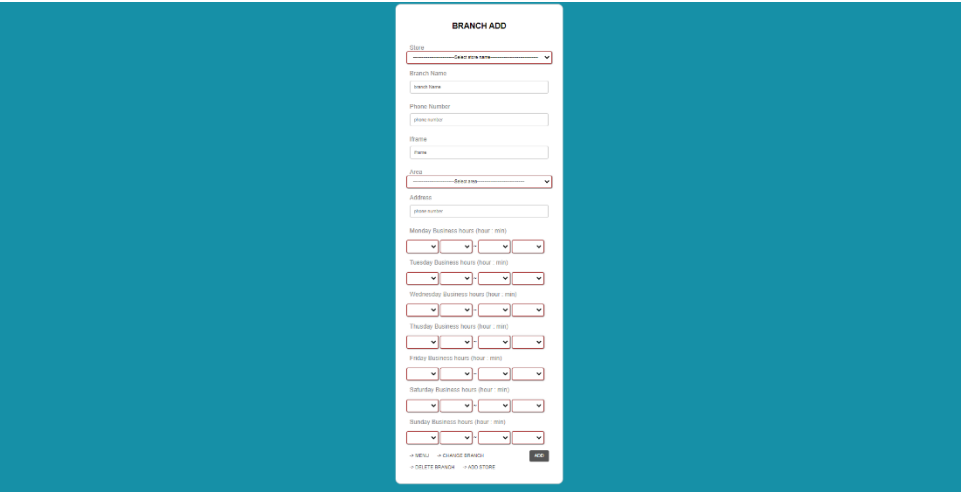 BRANCH ADD
Store
--------------------Select store name--------------------
Branch Name
branch Name
Phone Number
phone number
Iframe
iframe
Area
--------------------Select area--------------------
Address
phone number
Monday Business hours (hour : min)
~
Tuesday Business hours (hour : min)
~
Wednesday Business hours (hour : min)
~
Thusday Business hours (hour : min)
~
Friday Business hours (hour : min)
~
Saturday Business hours (hour : min)
~
Sunday Business hours (hour : min)
~
-> MENU -> CHANGE BRANCH ADD
-> DELETE BRANCH -> ADD STORE